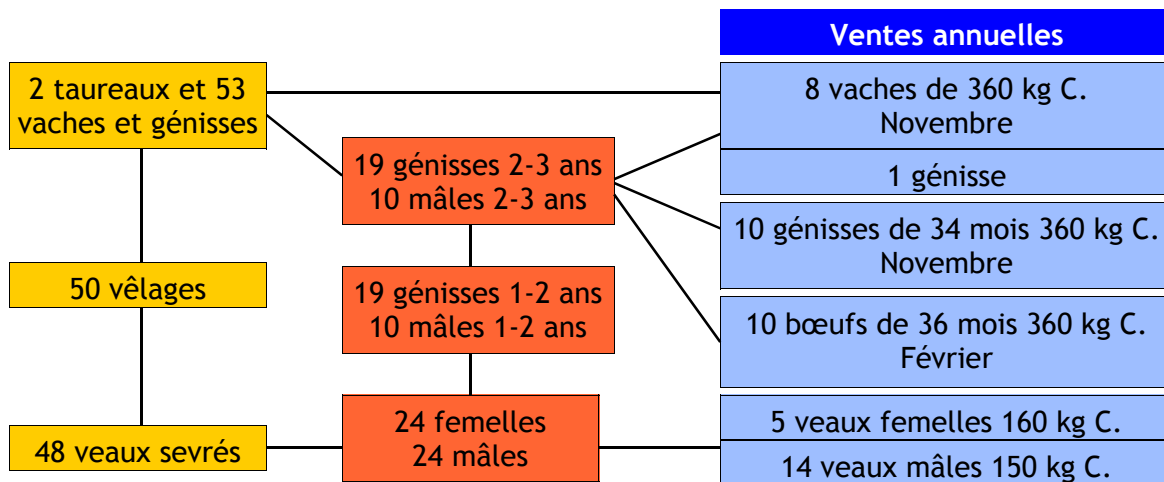 Ventes annuelles
2 taureaux et 53
vaches et génisses
8 vaches de 360 kg C.
Novembre
19 génisses 2-3 ans
10 mâles 2-3 ans
1 génisse
10 génisses de 34 mois 360 kg C.
Novembre
50 vêlages
19 génisses 1-2 ans
10 mâles 1-2 ans
10 bœufs de 36 mois 360 kg C.
Février
48 veaux sevrés
24 femelles
24 mâles
5 veaux femelles 160 kg C.
14 veaux mâles 150 kg C.